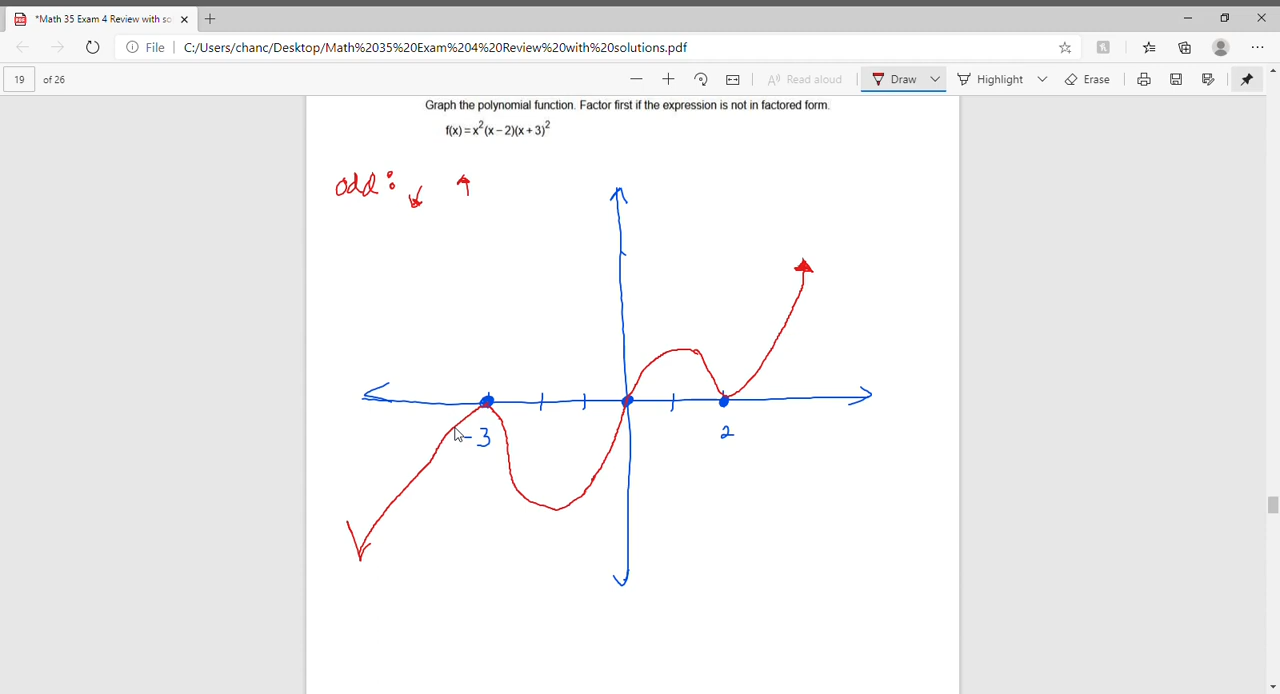 *Math 35 Exam 4 Review with so
File | C:/Users/chanc/Desktop/Math%2035%20Exam%204%20Review%20with%20solutions.pdf
19 of 26 Read aloud Draw Highlight Erase
Graph the polynomial function. Factor first if the expression is not in factored form.
f(x)=x²(x−2)(x+3)²
odd:
-3 2